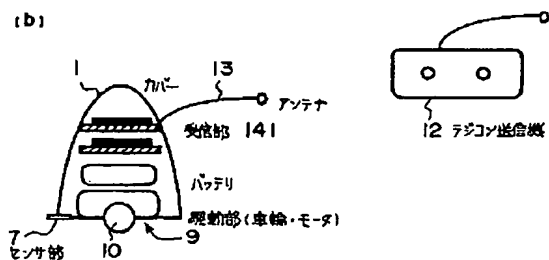 (b)
1
カバー
13
アンテナ
受信部 141
バッテリ
駆動部(車輪・モータ)
7
センサ部
10
9
12 ラジコン送信機